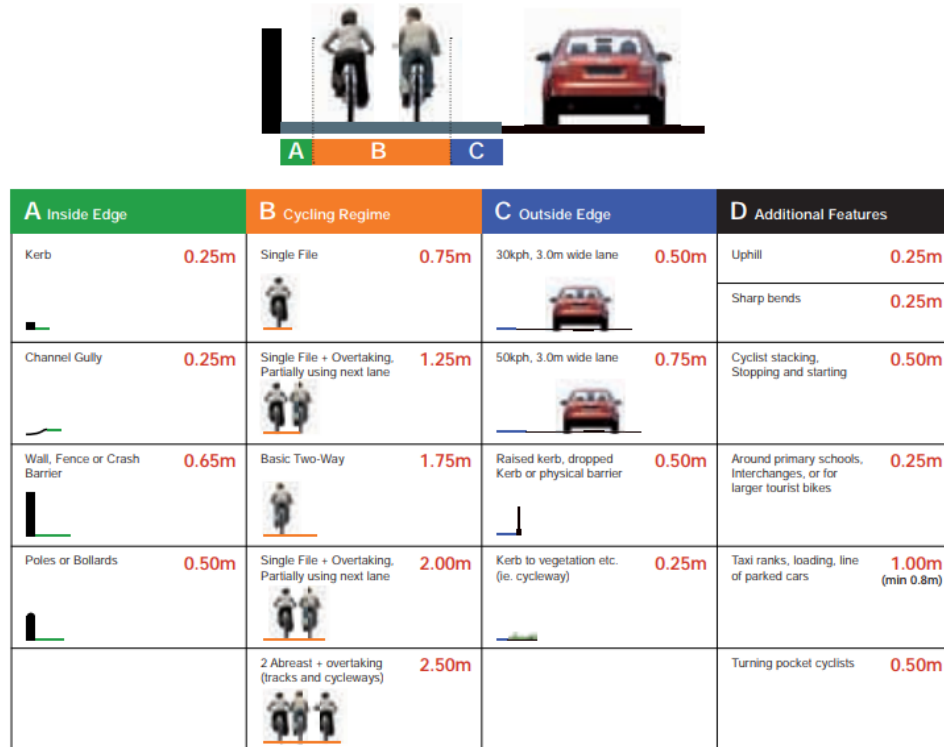 A B C
A Inside Edge
B Cycling Regime
C Outside Edge
D Additional Features
Kerb 0.25m
Single File 0.75m
30kph, 3.0m wide lane 0.50m
Uphill 0.25m
Sharp bends 0.25m
Channel Gully 0.25m
Single File + Overtaking, 1.25m
Partially using next lane
50kph, 3.0m wide lane 0.75m
Cyclist stacking, 0.50m
Stopping and starting
Wall, Fence or Crash 0.65m
Barrier
Basic Two-Way 1.75m
Raised kerb, dropped 0.50m
Kerb or physical barrier
Around primary schools, 0.25m
Interchanges, or for
larger tourist bikes
Poles or Bollards 0.50m
Single File + Overtaking, 2.00m
Partially using next lane
Kerb to vegetation etc. 0.25m
(ie. cycleway)
Taxi ranks, loading, line 1.00m
of parked cars (min 0.8m)
2 Abreast + overtaking 2.50m
(tracks and cycleways)
Turning pocket cyclists 0.50m